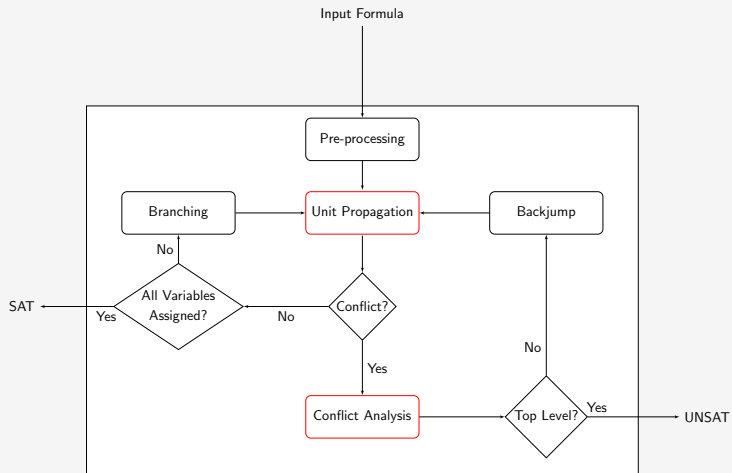 Input Formula
Pre-processing
Branching
Unit Propagation
Backjump
No
All Variables
Assigned?
SAT
Yes
No
Conflict?
Yes
No
Conflict Analysis
Top Level?
Yes
UNSAT